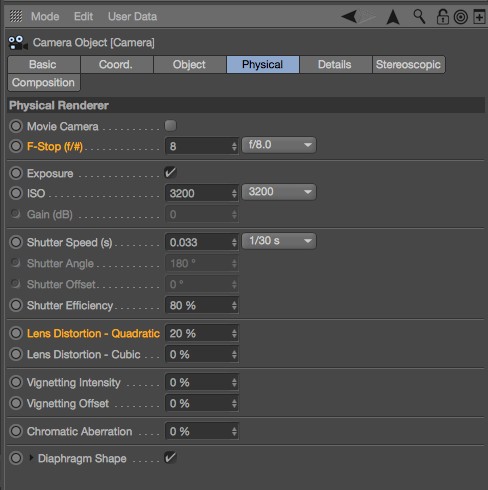 Mode Edit User Data
Camera Object [Camera]
Basic Coord. Object Physical Details Stereoscopic
Composition
Physical Renderer
Movie Camera
F-Stop (f/#) 8 f/8.0
Exposure
ISO 3200 3200
Gain (dB) 0
Shutter Speed (s) 0.033 1/30 s
Shutter Angle 180 °
Shutter Offset 0 °
Shutter Efficiency 80 %
Lens Distortion - Quadratic 20 %
Lens Distortion - Cubic 0 %
Vignetting Intensity 0 %
Vignetting Offset 0 %
Chromatic Aberration 0 %
Diaphragm Shape